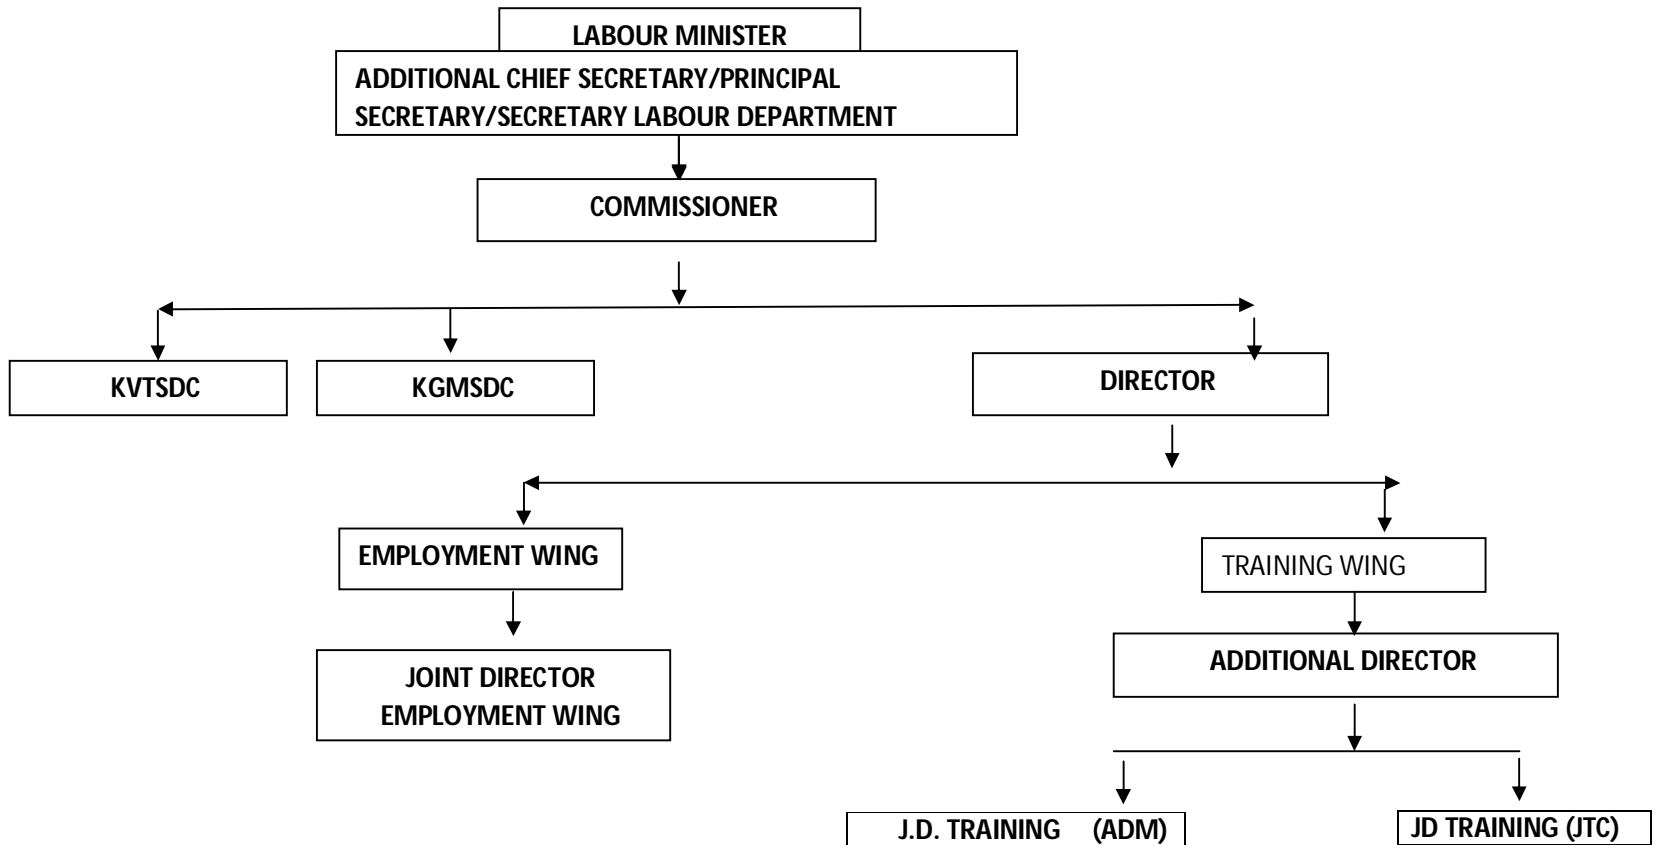 LABOUR MINISTER
ADDITIONAL CHIEF SECRETARY/PRINCIPAL
SECRETARY/SECRETARY LABOUR DEPARTMENT
COMMISSIONER
KVTSDC
KGMSDC
DIRECTOR
EMPLOYMENT WING
TRAINING WING
JOINT DIRECTOR
EMPLOYMENT WING
ADDITIONAL DIRECTOR
J.D. TRAINING (ADM)
JD TRAINING (JTC)